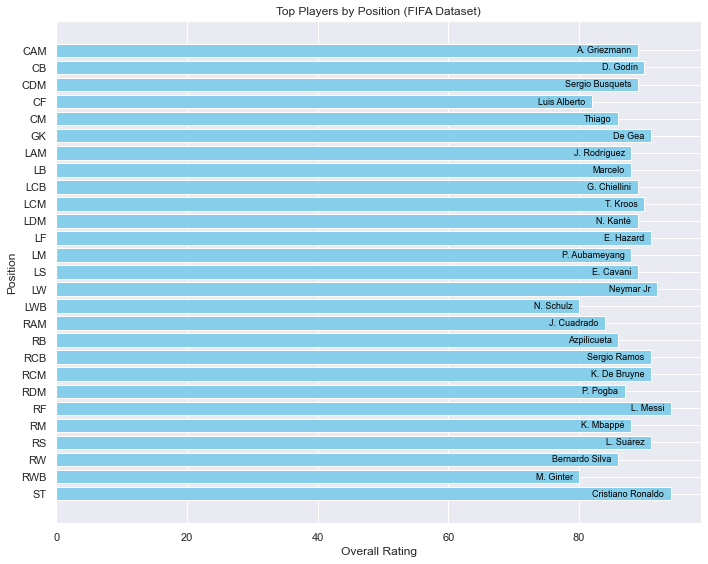 Top Players by Position (FIFA Dataset)
CAM A. Griezmann
CB D. Godín
CDM Sergio Busquets
CF Luis Alberto
CM Thiago
GK De Gea
LAM J. Rodríguez
LB Marcelo
LCB G. Chiellini
LCM T. Kroos
LDM N. Kanté
LF E. Hazard
LM P. Aubameyang
LS E. Cavani
LW Neymar Jr
LWB N. Schulz
RAM J. Cuadrado
RB Azpilicueta
RCB Sergio Ramos
RCM K. De Bruyne
RDM P. Pogba
RF L. Messi
RM K. Mbappé
RS L. Suárez
RW Bernardo Silva
RWB M. Ginter
ST Cristiano Ronaldo
Position
0 20 40 60 80
Overall Rating